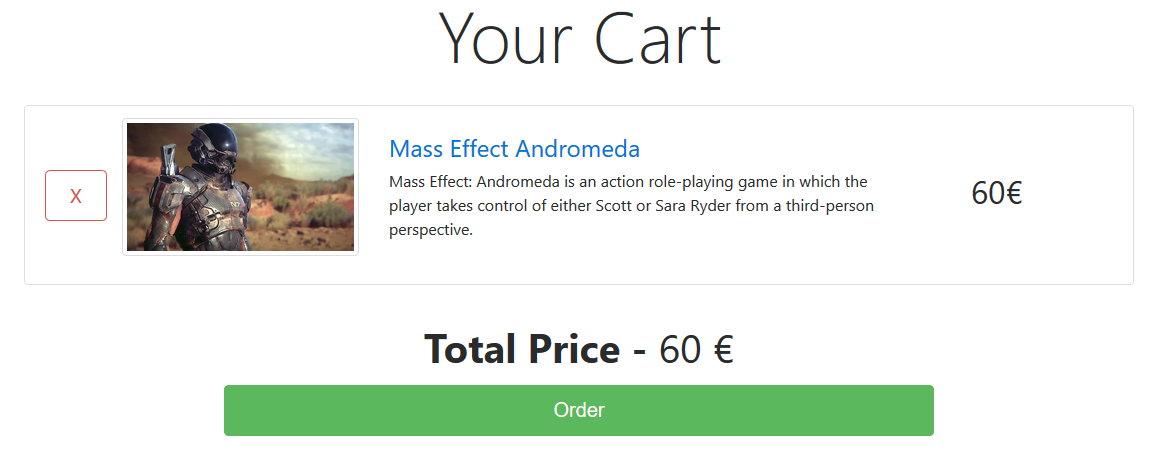 Your Cart
X
Mass Effect Andromeda
Mass Effect: Andromeda is an action role-playing game in which the
player takes control of either Scott or Sara Ryder from a third-person
perspective.
60€
Total Price - 60 €
Order